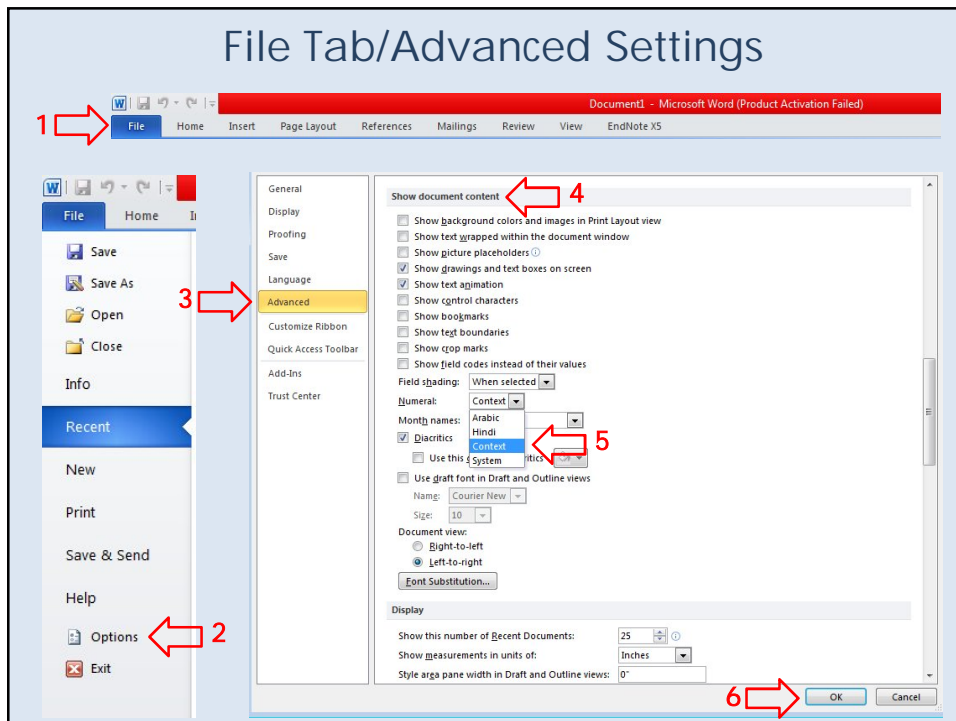 File Tab/Advanced Settings
Document1 - Microsoft Word (Product Activation Failed)
1
File Home Insert Page Layout References Mailings Review View EndNote X5
File Home
Save
Save As
Open
Close
Info
Recent
New
Print
Save & Send
Help
Options 2
Exit
General
Display
Proofing
Save
Language
3 Advanced
Customize Ribbon
Quick Access Toolbar
Add-Ins
Trust Center
Show document content 4
Show background colors and images in Print Layout view
Show text wrapped within the document window
Show picture placeholders
Show drawings and text boxes on screen
Show text animation
Show control characters
Show bookmarks
Show text boundaries
Show crop marks
Show field codes instead of their values
Field shading: When selected
Numeral: Context
Month names:
Arabic
Hindi
Context 5
System
Diacritics
Use this
Use draft font in Draft and Outline views
Name: Courier New
Size: 10
Document view:
Right-to-left
Left-to-right
Font Substitution...
Display
Show this number of Recent Documents: 25
Show measurements in units of: Inches
Style area pane width in Draft and Outline views: 0"
6 OK Cancel